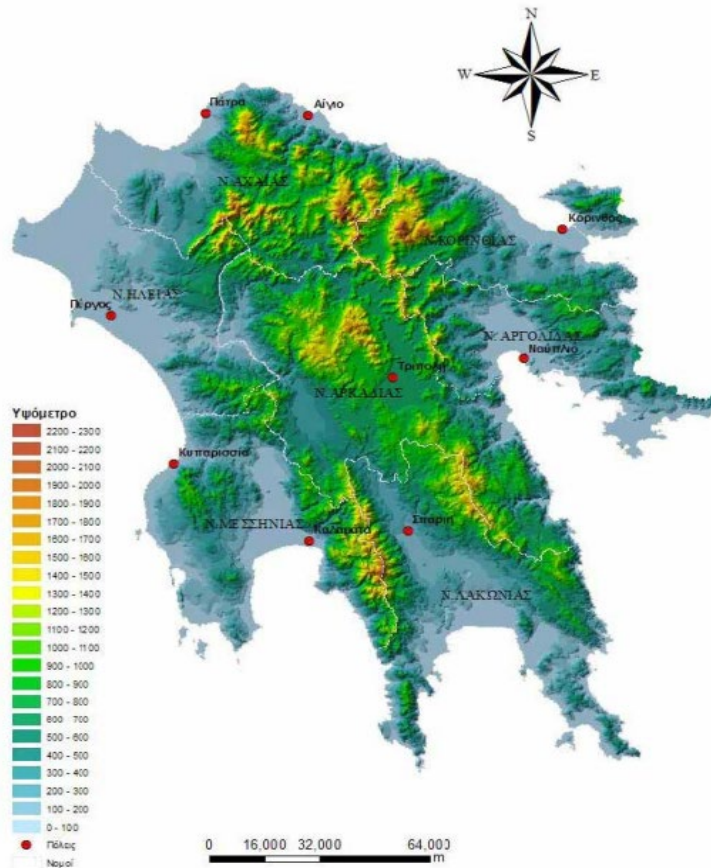 N
W E
S
Πάτρα
Αίγιο
Ν.ΑΧΑΙΑΣ
Κόρινθος
Ν.ΚΟΡΙΝΘΙΑΣ
Πύργος
Ν.ΗΛΕΙΑΣ
Ν. ΑΡΓΟΛΙΔΑΣ
Ναύπλιο
Τρίπολη
Ν.ΑΡΚΑΔΙΑΣ
Κυπαρισσία
Ν.ΜΕΣΣΗΝΙΑΣ
Καλαμάτα
Σπάρτη
Ν.ΛΑΚΩΝΙΑΣ
Υψόμετρο
2200 - 2300
2100 - 2200
2000 - 2100
1900 - 2000
1800 - 1900
1700 - 1800
1600 - 1700
1500 - 1600
1400 - 1500
1300 - 1400
1200 - 1300
1100 - 1200
1000 - 1100
900 - 1000
800 - 900
700 - 800
600 - 700
500 - 600
400 - 500
300 - 400
200 - 300
100 - 200
0 - 100
Πόλεις
Νομοί
0 16,000 32,000 64,000
m